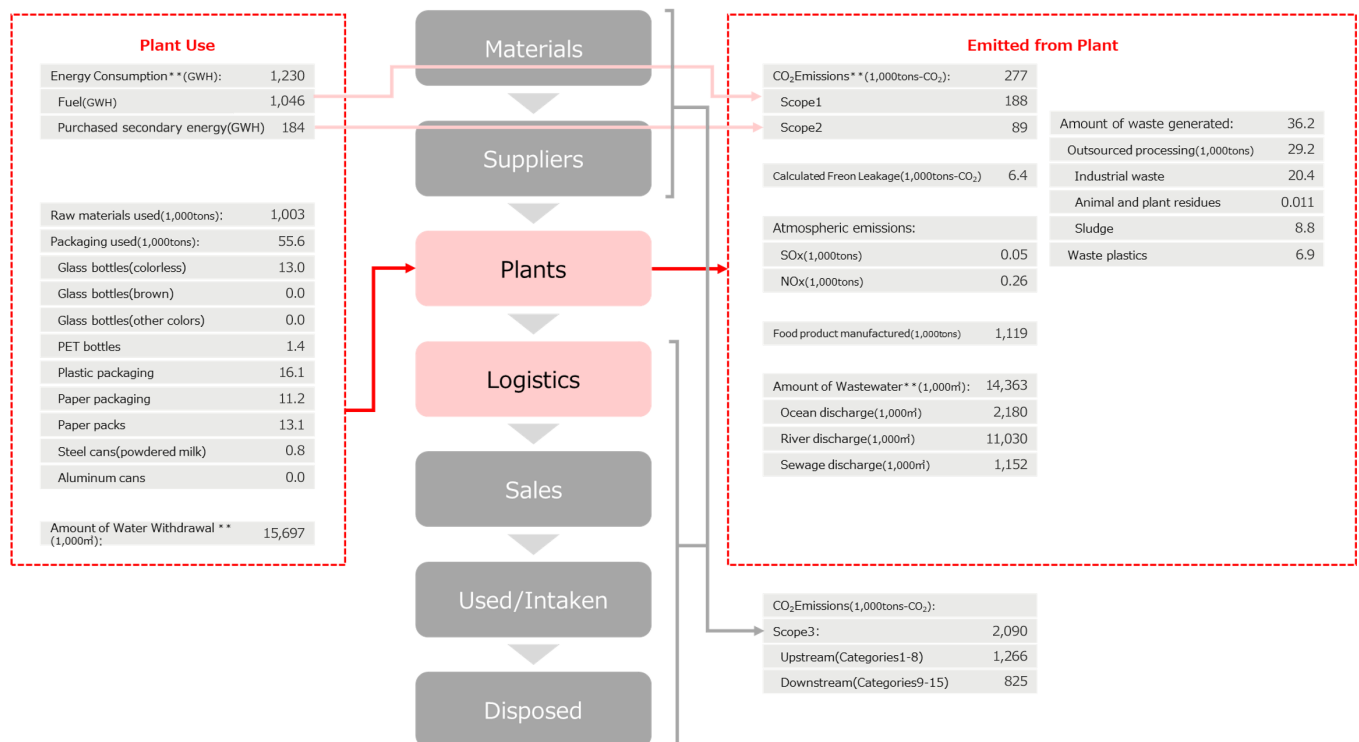 Plant Use
Energy Consumption**(GWH): 1,230
Fuel(GWH) 1,046
Purchased secondary energy(GWH) 184
Raw materials used(1,000tons): 1,003
Packaging used(1,000tons): 55.6
Glass bottles(colorless) 13.0
Glass bottles(brown) 0.0
Glass bottles(other colors) 0.0
PET bottles 1.4
Plastic packaging 16.1
Paper packaging 11.2
Paper packs 13.1
Steel cans(powdered milk) 0.8
Aluminum cans 0.0
Amount of Water Withdrawal **
(1,000㎥): 15,697
Materials
Suppliers
Plants
Logistics
Sales
Used/Intaken
Disposed
Emitted from Plant
CO₂Emissions**(1,000tons-CO₂): 277
Scope1 188
Scope2 89
Calculated Freon Leakage(1,000tons-CO₂) 6.4
Atmospheric emissions:
SOx(1,000tons) 0.05
NOx(1,000tons) 0.26
Food product manufactured(1,000tons) 1,119
Amount of Wastewater**(1,000㎥): 14,363
Ocean discharge(1,000㎥) 2,180
River discharge(1,000㎥) 11,030
Sewage discharge(1,000㎥) 1,152
Amount of waste generated: 36.2
Outsourced processing(1,000tons) 29.2
Industrial waste 20.4
Animal and plant residues 0.011
Sludge 8.8
Waste plastics 6.9
CO₂Emissions(1,000tons-CO₂):
Scope3: 2,090
Upstream(Categories1-8) 1,266
Downstream(Categories9-15) 825